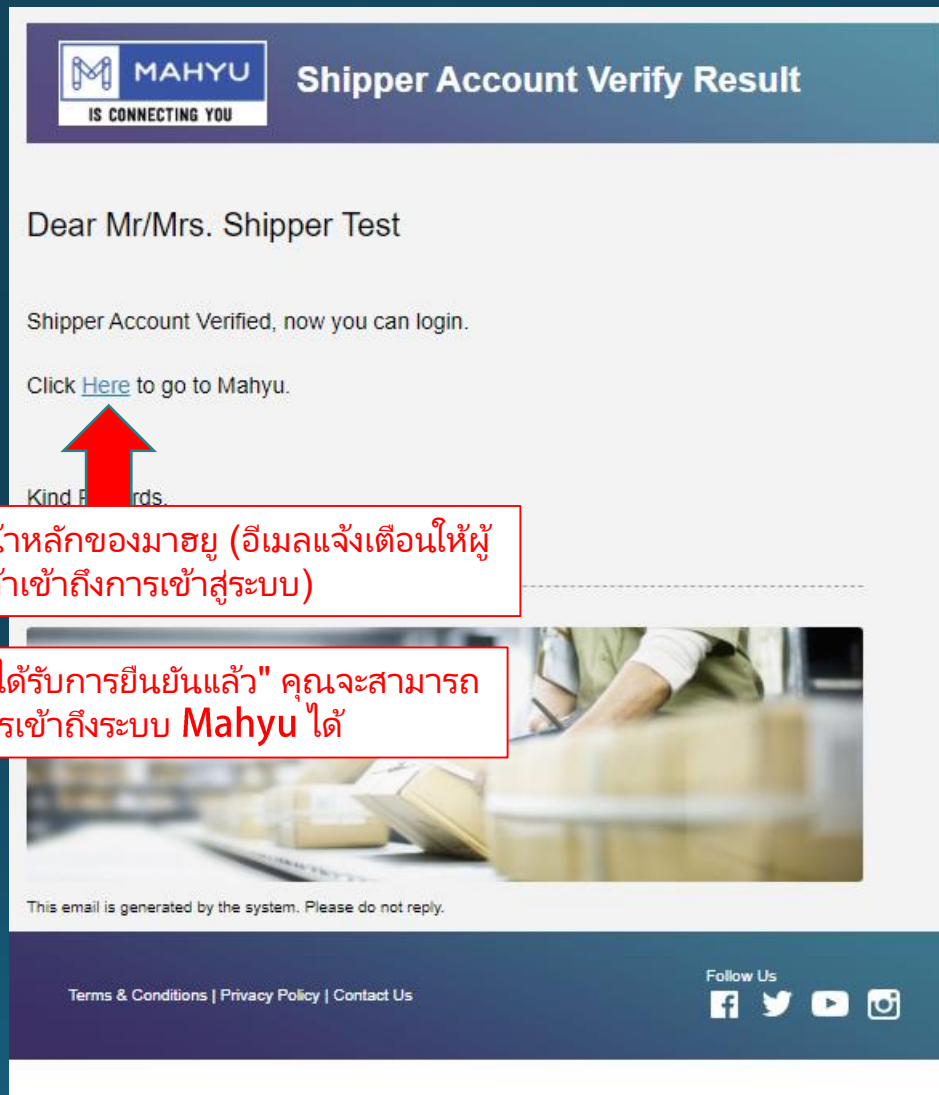 MAHYU
IS CONNECTING YOU
Shipper Account Verify Result
Dear Mr/Mrs. Shipper Test
Shipper Account Verified, now you can login.
Click Here to go to Mahyu.
Kind
หลักของมาฮยู (อีเมลแจ้งเตือนให้ผู้
เข้าถึงการเข้าสู่ระบบ)
ได้รับการยืนยันแล้ว" คุณจะสามารถ
เข้าถึงระบบ Mahyu ได้
This email is generated by the system. Please do not reply.
Terms & Conditions | Privacy Policy | Contact Us
Follow Us